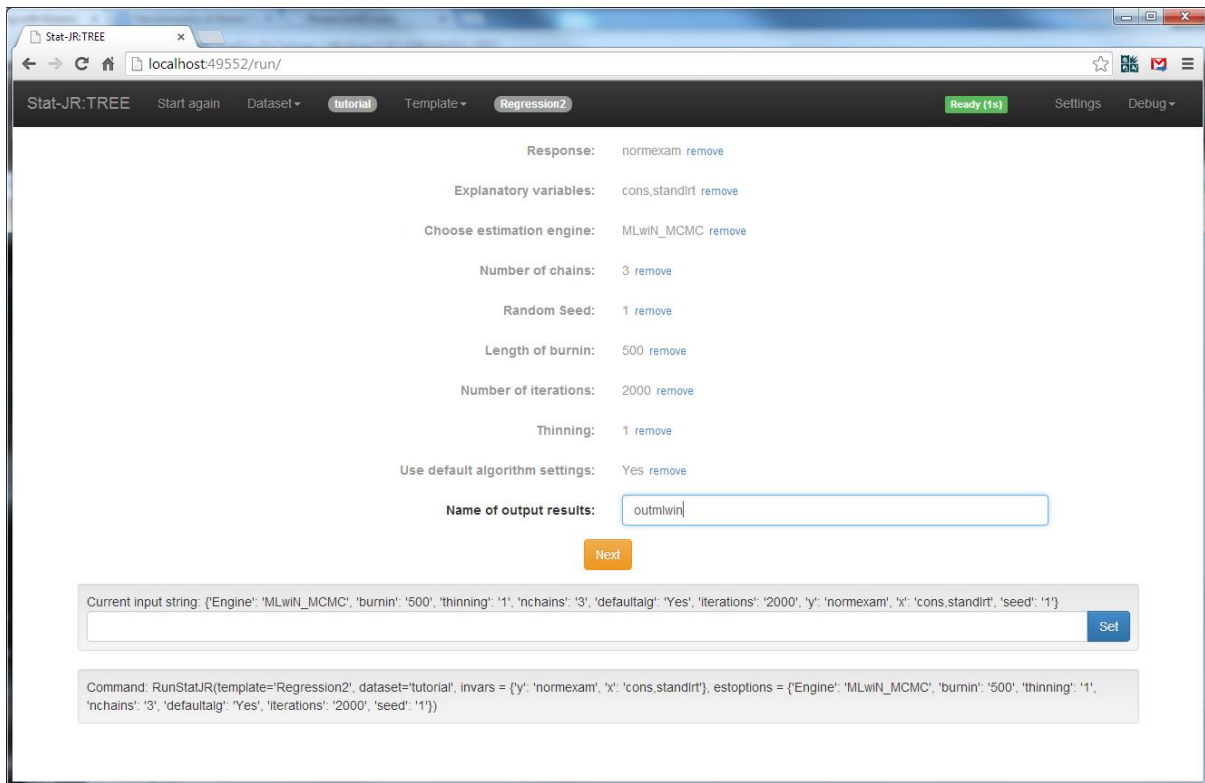 Stat-JR:TREE
localhost:49552/run/
Stat-JR:TREE Start again Dataset tutorial Template Regression2 Ready (1s) Settings Debug
Response: normexam remove
Explanatory variables: cons,standlrt remove
Choose estimation engine: MLwiN_MCMC remove
Number of chains: 3 remove
Random Seed: 1 remove
Length of burnin: 500 remove
Number of iterations: 2000 remove
Thinning: 1 remove
Use default algorithm settings: Yes remove
Name of output results: outmlwin
Next
Current input string: {'Engine': 'MLwiN_MCMC', 'burnin': '500', 'thinning': '1', 'nchains': '3', 'defaultalg': 'Yes', 'iterations': '2000', 'y': 'normexam', 'x': 'cons,standlrt', 'seed': '1'}
Set
Command: RunStatJR(template='Regression2', dataset='tutorial', invars = {'y': 'normexam', 'x': 'cons,standlrt'}, estoptions = {'Engine': 'MLwiN_MCMC', 'burnin': '500', 'thinning': '1',
'nchains': '3', 'defaultalg': 'Yes', 'iterations': '2000', 'seed': '1'})